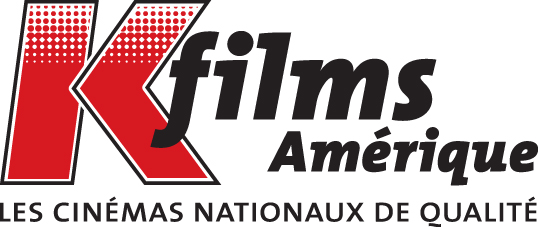 K films
Amérique
LES CINÉMAS NATIONAUX DE QUALITÉ